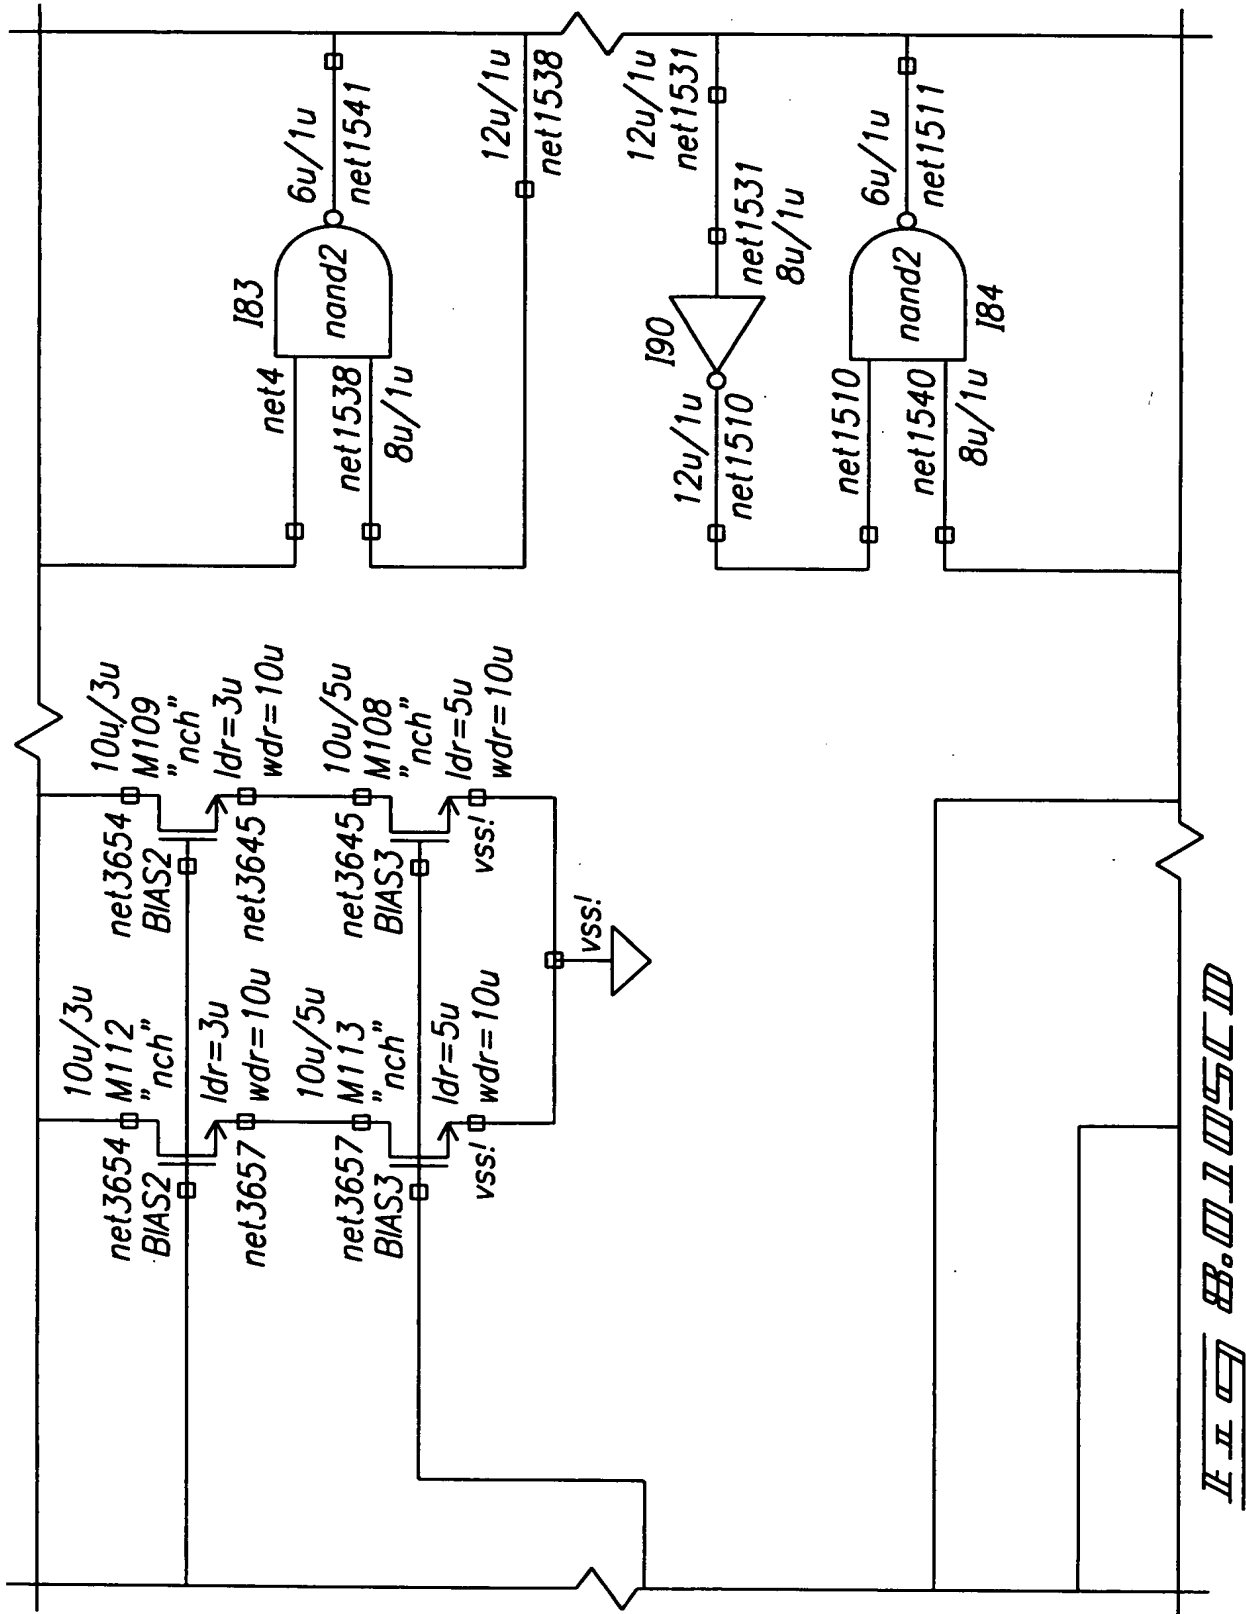 10u/3u
M112
"nch"
net3654
BIAS2
ldr=3u
wdr=10u
net3657
10u/5u
M113
"nch"
net3657
BIAS3
ldr=5u
wdr=10u
vss!
10u/3u
M109
"nch"
net3654
BIAS2
ldr=3u
wdr=10u
net3645
10u/5u
M108
"nch"
net3645
BIAS3
ldr=5u
wdr=10u
vss!
vss!
I83
net4
nand2
net1538
8u/1u
6u/1u
net1541
12u/1u
net1538
I90
12u/1u
net1510
net1531
8u/1u
12u/1u
net1531
net1510
nand2
net1540
8u/1u
I84
6u/1u
net1511
FIG 8.0105CD